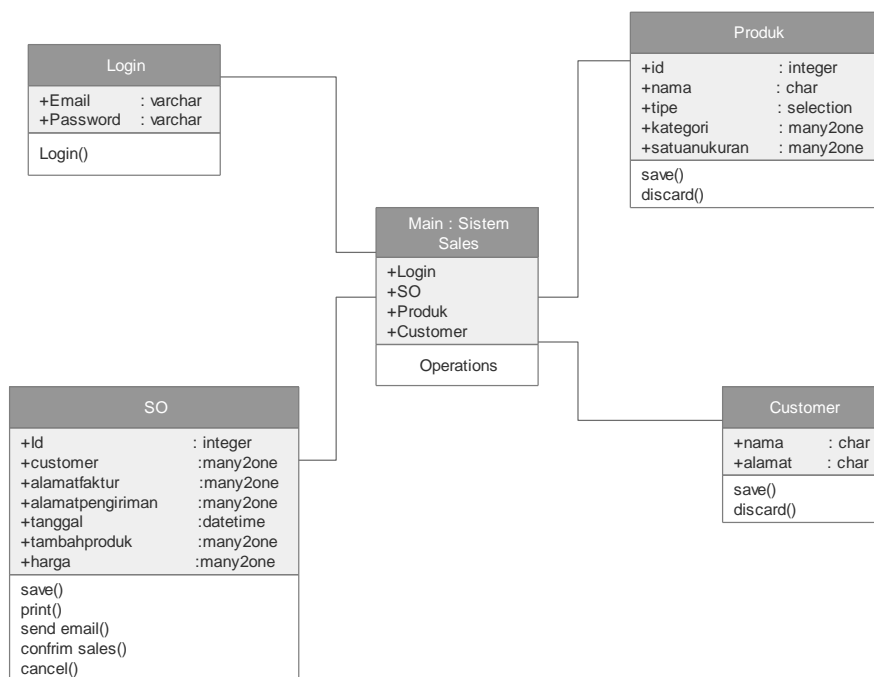 Login
+Email : varchar
+Password : varchar
Login()
Produk
+id : integer
+nama : char
+tipe : selection
+kategori : many2one
+satuanukuran : many2one
save()
discard()
Main : Sistem
Sales
+Login
+SO
+Produk
+Customer
Operations
SO
+Id : integer
+customer :many2one
+alamatfaktur :many2one
+alamatpengiriman :many2one
+tanggal :datetime
+tambahproduk :many2one
+harga :many2one
save()
print()
send email()
confrim sales()
cancel()
Customer
+nama : char
+alamat : char
save()
discard()